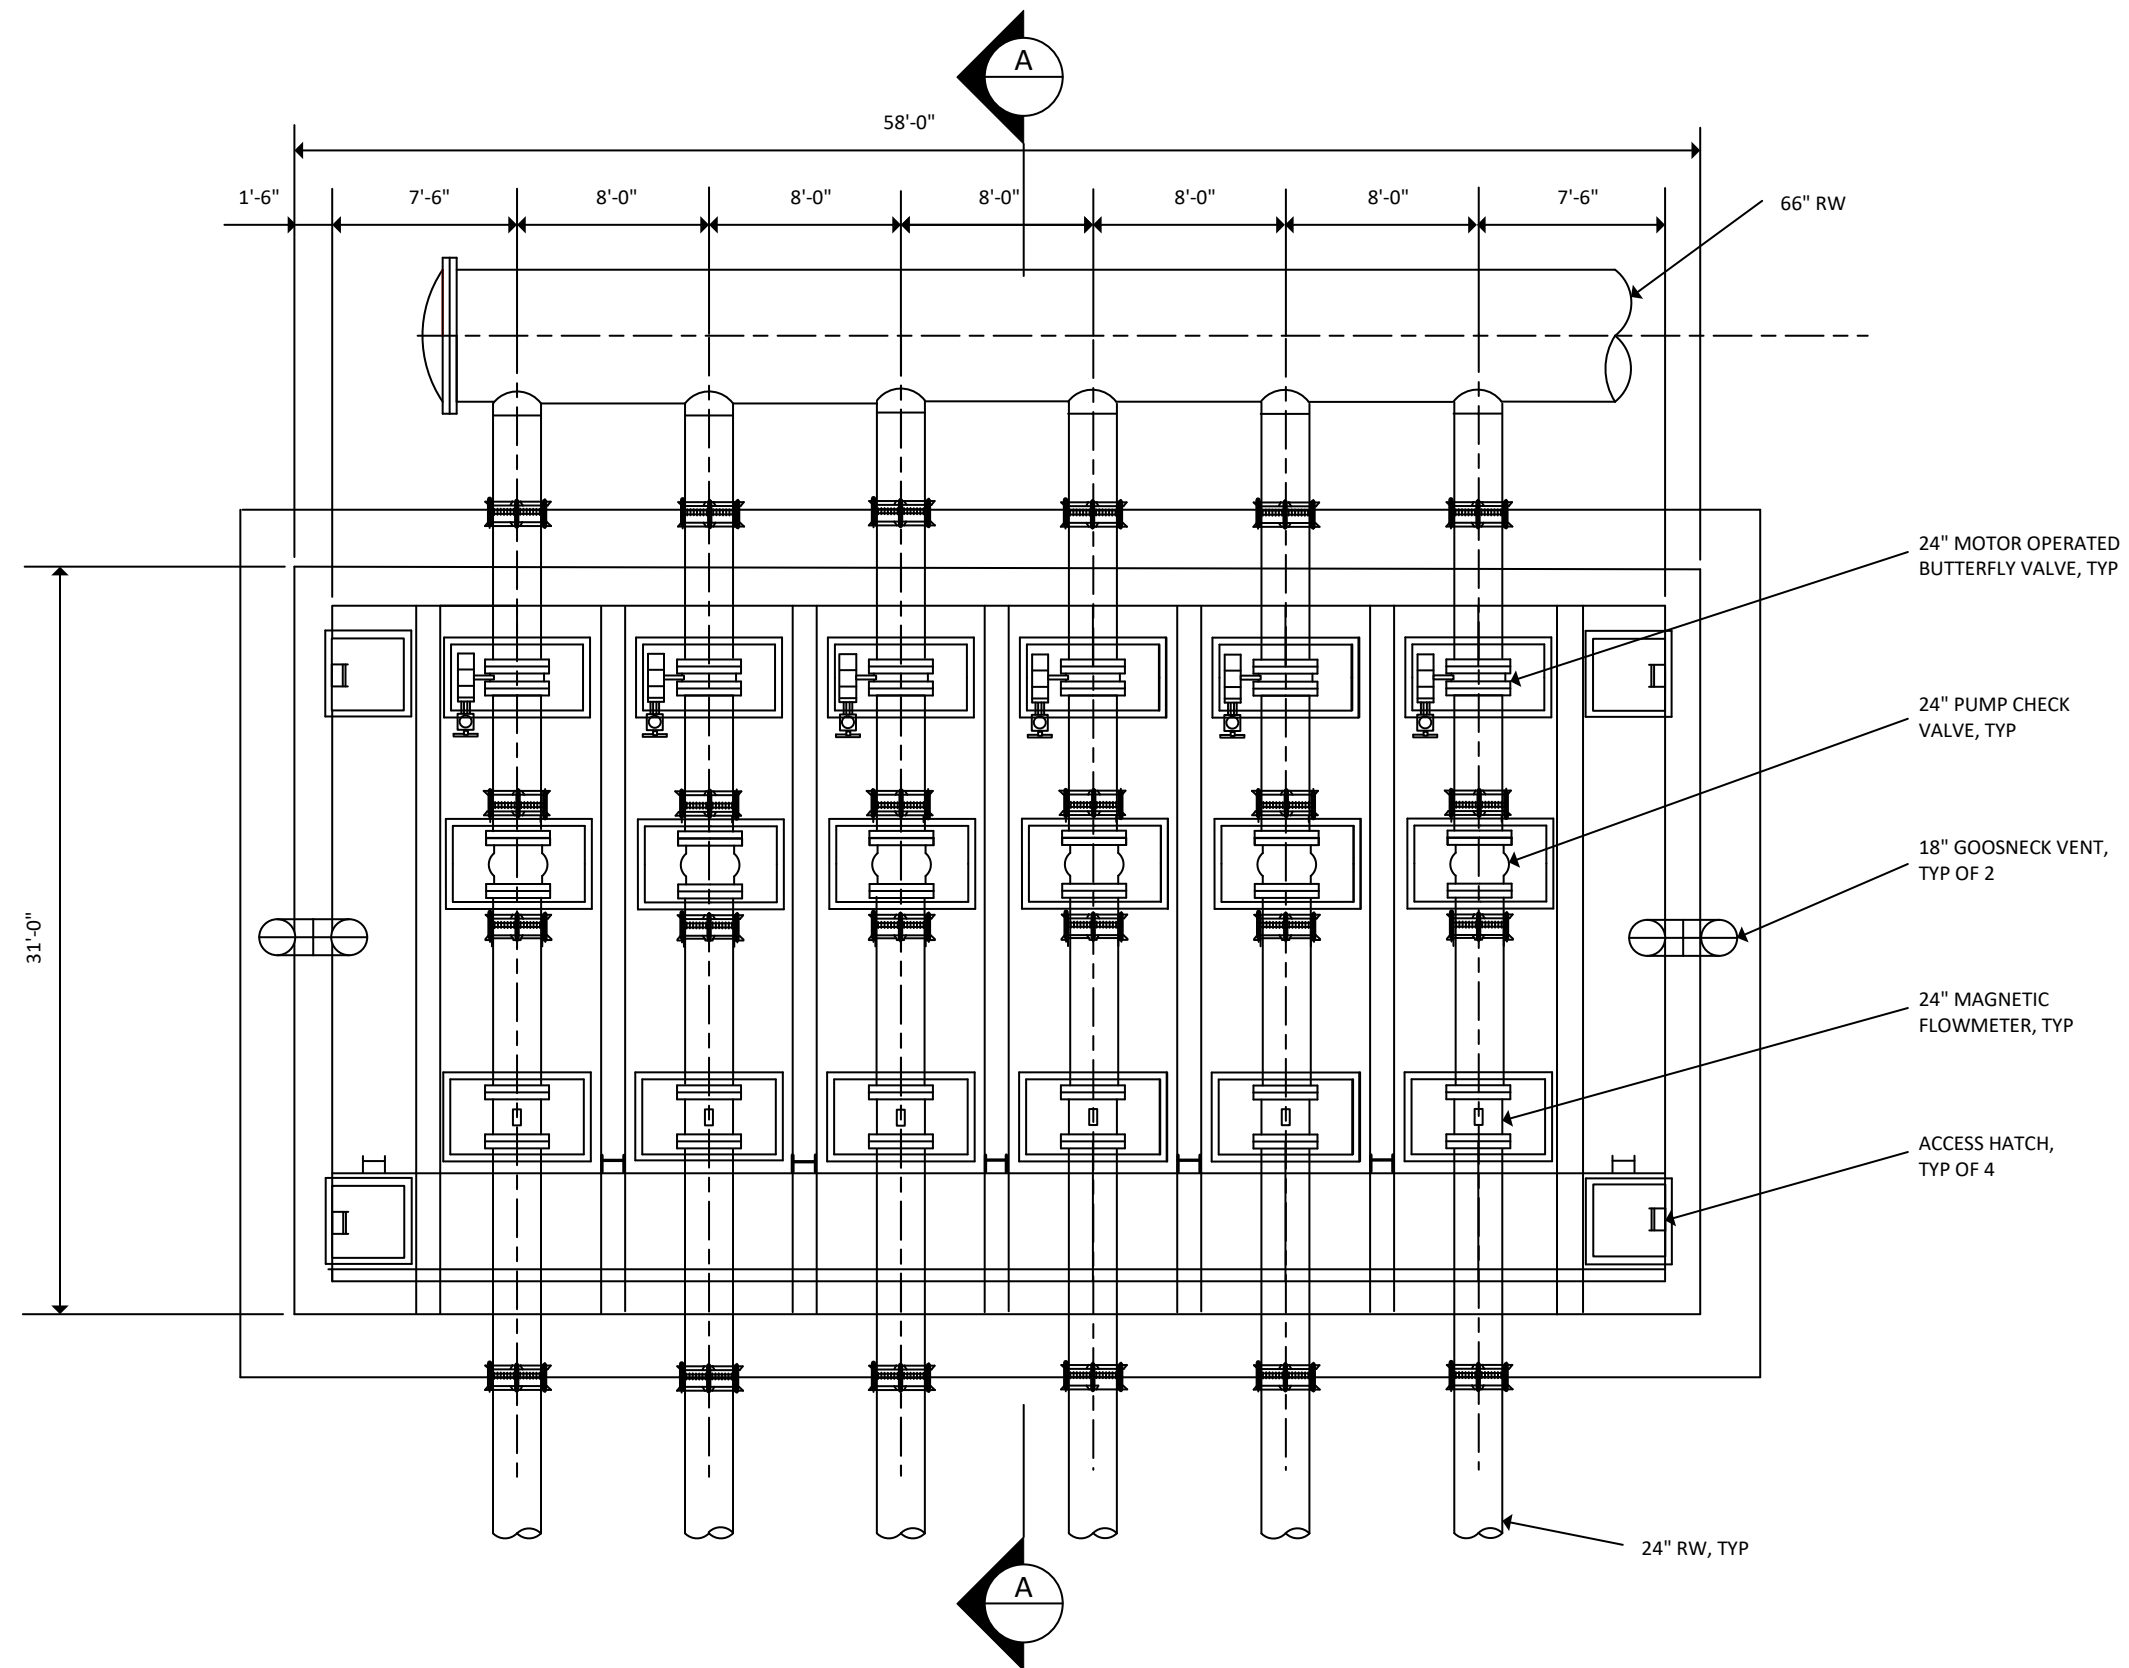 A
58'-0"
1'-6"
7'-6"
8'-0"
8'-0"
8'-0"
8'-0"
8'-0"
7'-6"
66" RW
24" MOTOR OPERATED
BUTTERFLY VALVE, TYP
24" PUMP CHECK
VALVE, TYP
18" GOOSNECK VENT,
TYP OF 2
31'-0"
24" MAGNETIC
FLOWMETER, TYP
ACCESS HATCH,
TYP OF 4
24" RW, TYP
A